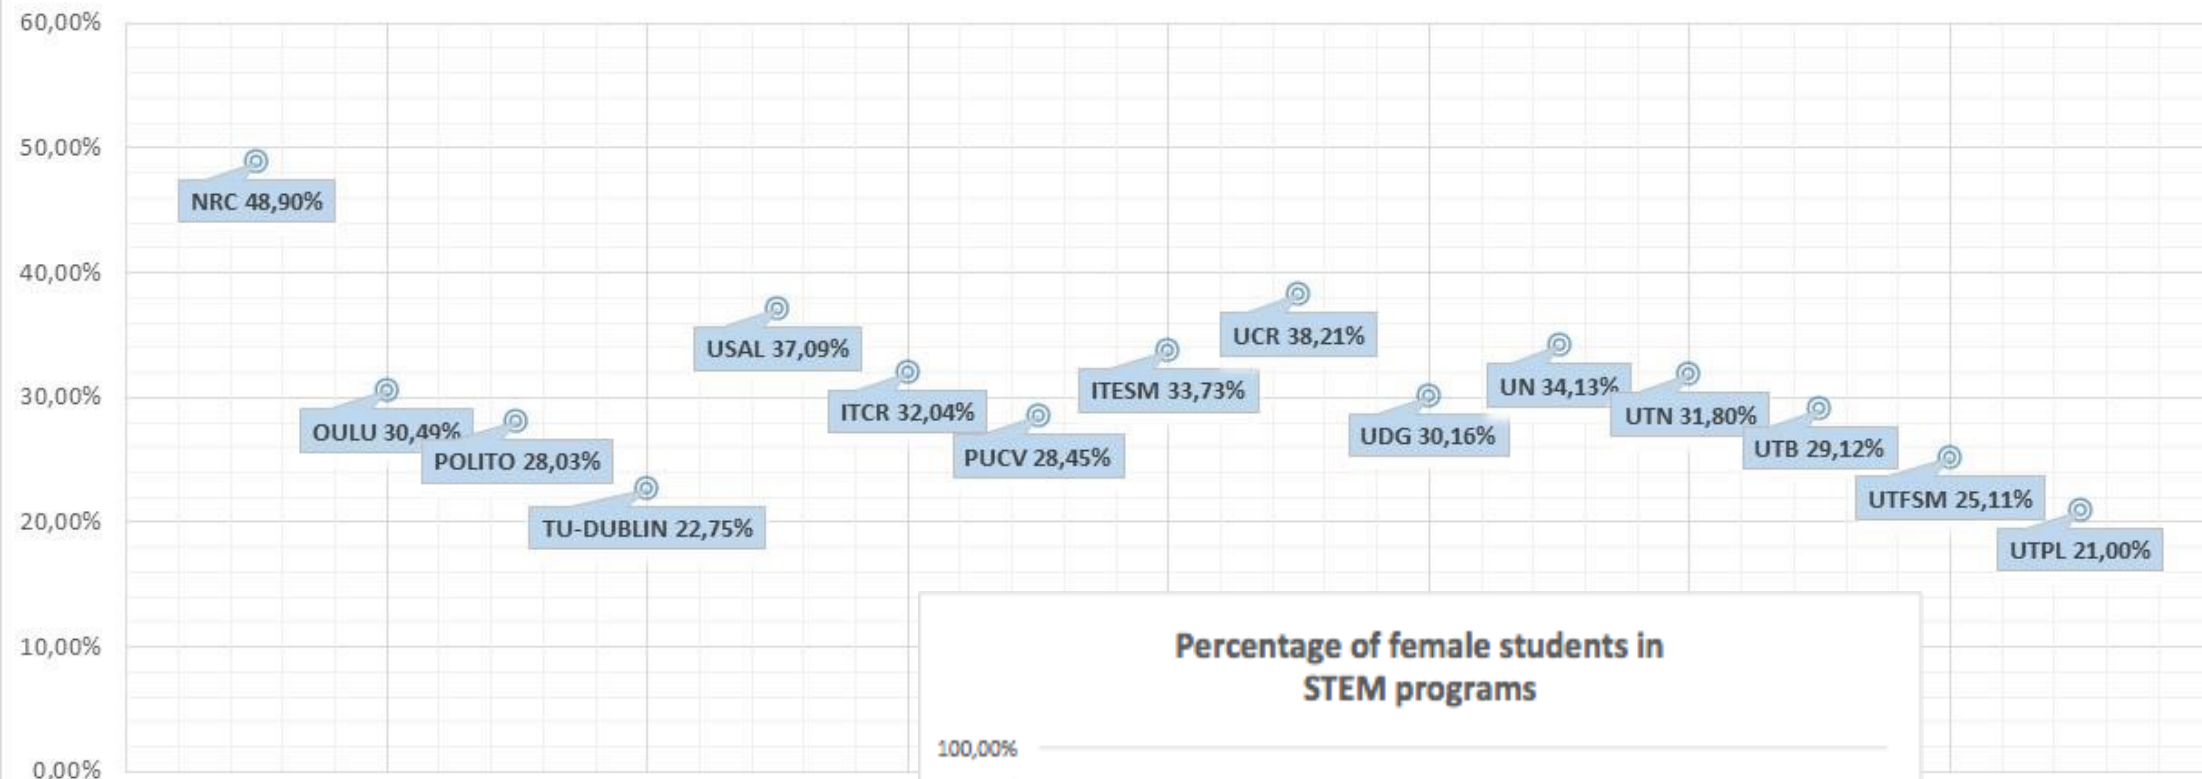 60,00%
50,00%
40,00%
30,00%
20,00%
10,00%
0,00%
NRC 48,90%
OULU 30,49%
POLITO 28,03%
TU-DUBLIN 22,75%
USAL 37,09%
ITCR 32,04%
PUCV 28,45%
ITESM 33,73%
UCR 38,21%
UDG 30,16%
UN 34,13%
UTN 31,80%
UTB 29,12%
UTFSM 25,11%
UTPL 21,00%
Percentage of female students in
STEM programs
100,00%